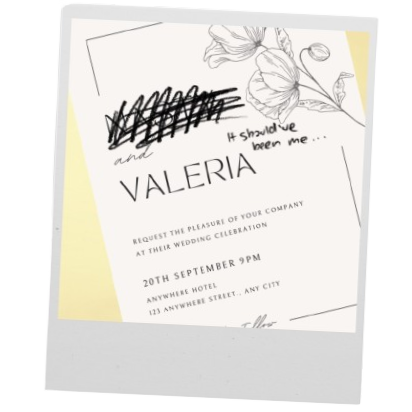 It should've
been me...
and
VALERIA
REQUEST THE PLEASURE OF YOUR COMPANY
AT THEIR WEDDING CELEBRATION
20TH SEPTEMBER 9PM
ANYWHERE HOTEL
123 ANYWHERE STREET., ANY CITY